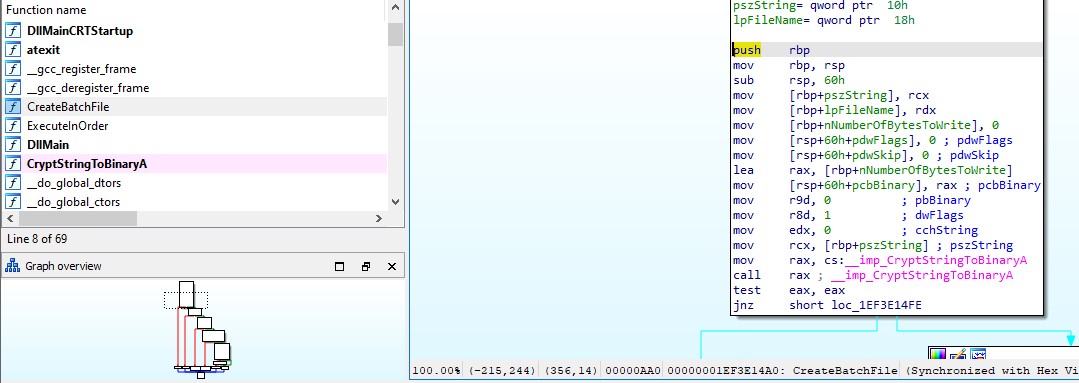 Function name
f DllMainCRTStartup
f atexit
f __gcc_register_frame
f __gcc_deregister_frame
f CreateBatchFile
f ExecuteInOrder
f DllMain
f CryptStringToBinaryA
f __do_global_dtors
f __do_global_ctors
Line 8 of 69
Graph overview
pszString= qword ptr  10h
lpFileName= qword ptr  18h
push    rbp
mov     rbp, rsp
sub     rsp, 60h
mov     [rbp+pszString], rcx
mov     [rbp+lpFileName], rdx
mov     [rbp+nNumberOfBytesToWrite], 0
mov     [rsp+60h+pdwFlags], 0 ; pdwFlags
mov     [rsp+60h+pdwSkip], 0 ; pdwSkip
lea     rax, [rbp+nNumberOfBytesToWrite]
mov     [rsp+60h+pcbBinary], rax ; pcbBinary
mov     r9d, 0          ; pbBinary
mov     r8d, 1          ; dwFlags
mov     edx, 0          ; cchString
mov     rcx, [rbp+pszString] ; pszString
mov     rax, cs:__imp_CryptStringToBinaryA
call    rax ; __imp_CryptStringToBinaryA
test    eax, eax
jnz     short loc_1EF3E14FE
100.00% (-215,244) (356,14) 00000AA0 00000001EF3E14A0: CreateBatchFile (Synchronized with Hex Vi